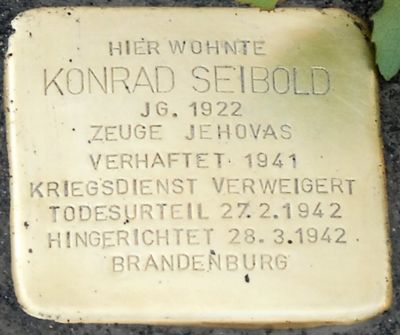 HIER WOHNTE
KONRAD SEIBOLD
JG. 1922
ZEUGE JEHOVAS
VERHAFTET 1941
KRIEGSDIENST VERWEIGERT
TODESURTEIL 27.2.1942
HINGERICHTET 28.3.1942
BRANDENBURG